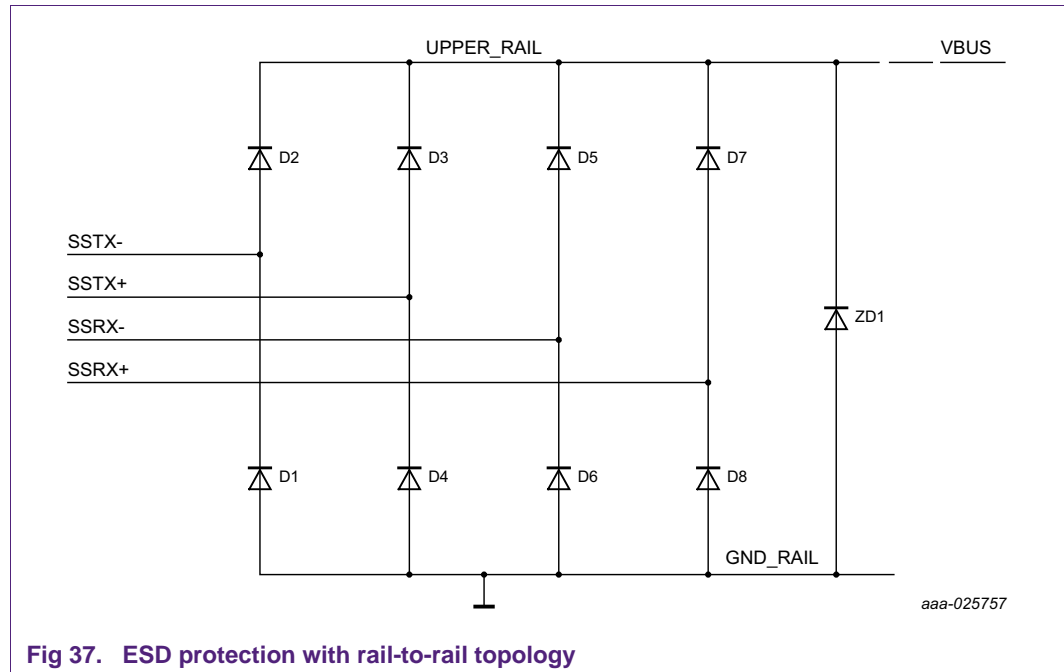 UPPER_RAIL
VBUS
D2
D3
D5
D7
SSTX-
SSTX+
SSRX-
SSRX+
ZD1
D1
D4
D6
D8
GND_RAIL
aaa-025757
Fig 37. ESD protection with rail-to-rail topology